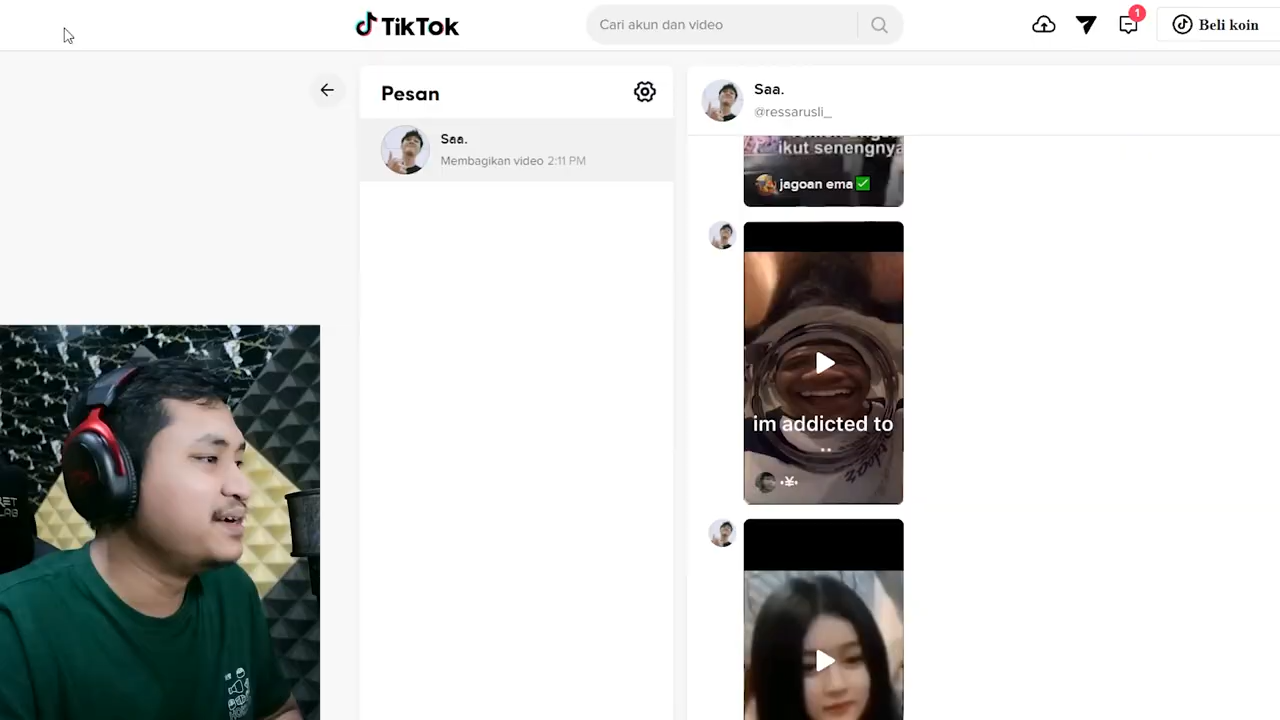 TikTok
Cari akun dan video
1
Beli koin
Pesan
Saa.
Membagikan video 2:11 PM
Saa.
@ressarusli_
ikut senengnya
jagoan ema✅
im addicted to
·¥·